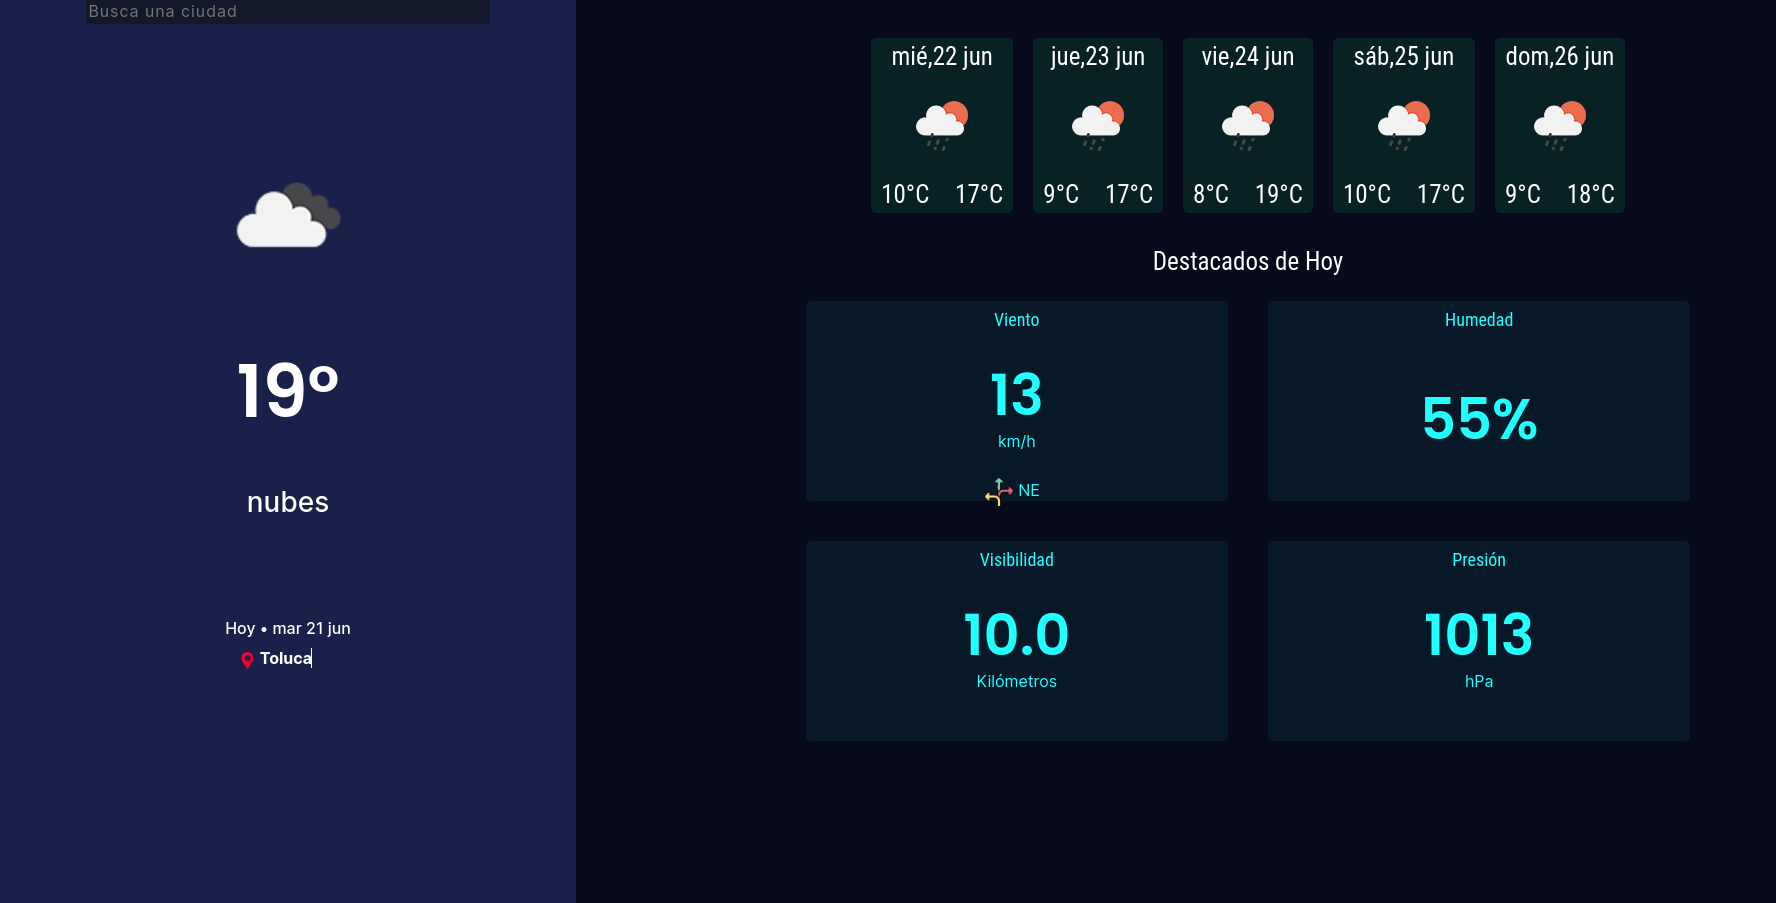 Busca una ciudad
19°
nubes
Hoy • mar 21 jun
Toluca
mié,22 jun
10°C 17°C
jue,23 jun
9°C 17°C
vie,24 jun
8°C 19°C
sáb,25 jun
10°C 17°C
dom,26 jun
9°C 18°C
Destacados de Hoy
Viento
13
km/h
NE
Humedad
55%
Visibilidad
10.0
Kilómetros
Presión
1013
hPa